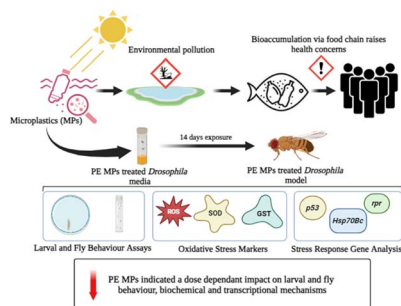 Bioaccumulation via food chain raises
health concerns
Environmental pollution
Microplastics (MPs)
14 days exposure
PE MPs treated Drosophila
media
PE MPs treated Drosophila
model
ROS
SOD
GST
p53
rpr
Hsp70Bc
Larval and Fly Behaviour Assays
Oxidative Stress Markers
Stress Response Gene Analysis
PE MPs indicated a dose dependant impact on larval and fly
behaviour, biochemical and transcriptional mechanisms